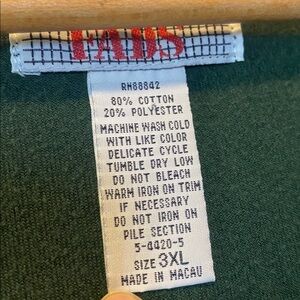 FADS
RH88842
80% COTTON
20% POLYESTER
MACHINE WASH COLD
WITH LIKE COLOR
DELICATE CYCLE
TUMBLE DRY LOW
DO NOT BLEACH
WARM IRON ON TRIM
IF NECESSARY
DO NOT IRON ON
PILE SECTION
5-4420-5
SIZE 3XL
MADE IN MACAU